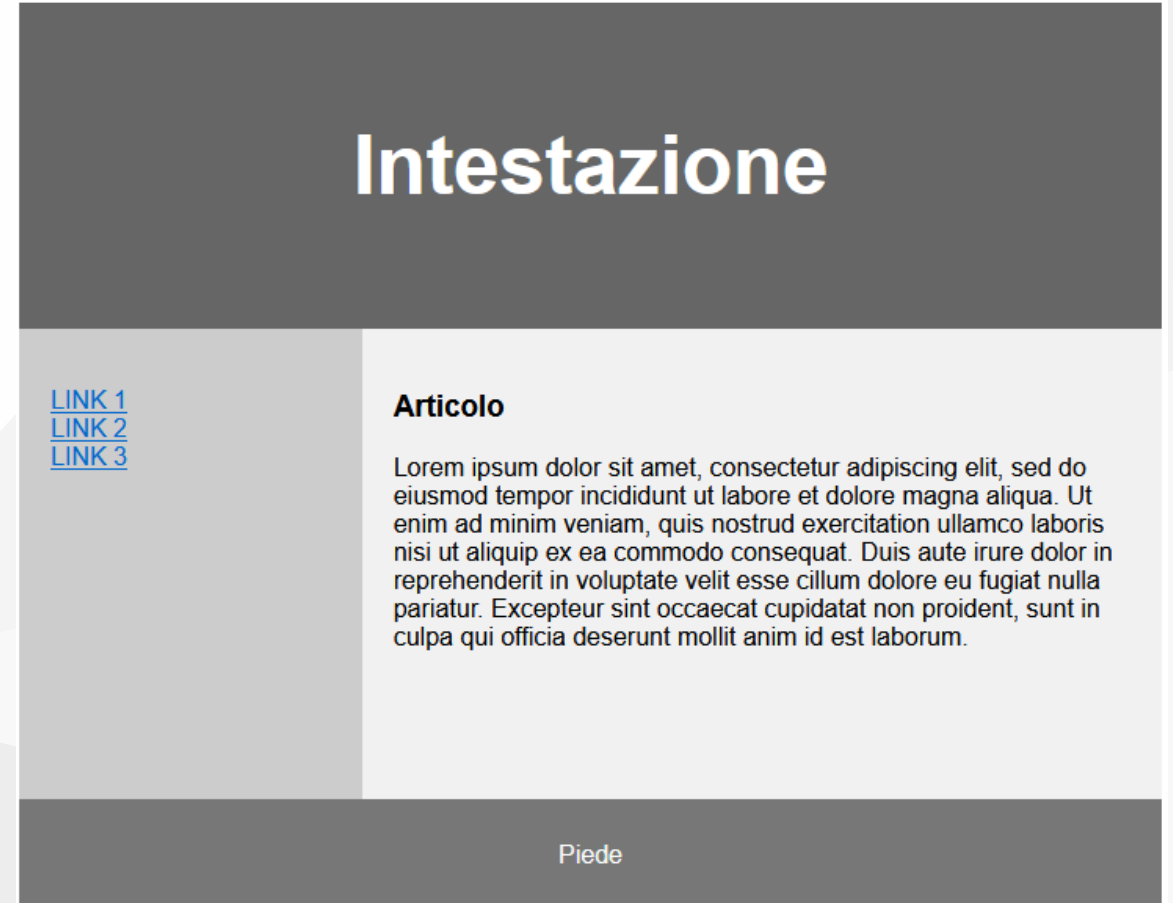 Intestazione
LINK 1
LINK 2
LINK 3
Articolo
Lorem ipsum dolor sit amet, consectetur adipiscing elit, sed do
eiusmod tempor incididunt ut labore et dolore magna aliqua. Ut
enim ad minim veniam, quis nostrud exercitation ullamco laboris
nisi ut aliquip ex ea commodo consequat. Duis aute irure dolor in
reprehenderit in voluptate velit esse cillum dolore eu fugiat nulla
pariatur. Excepteur sint occaecat cupidatat non proident, sunt in
culpa qui officia deserunt mollit anim id est laborum.
Piede